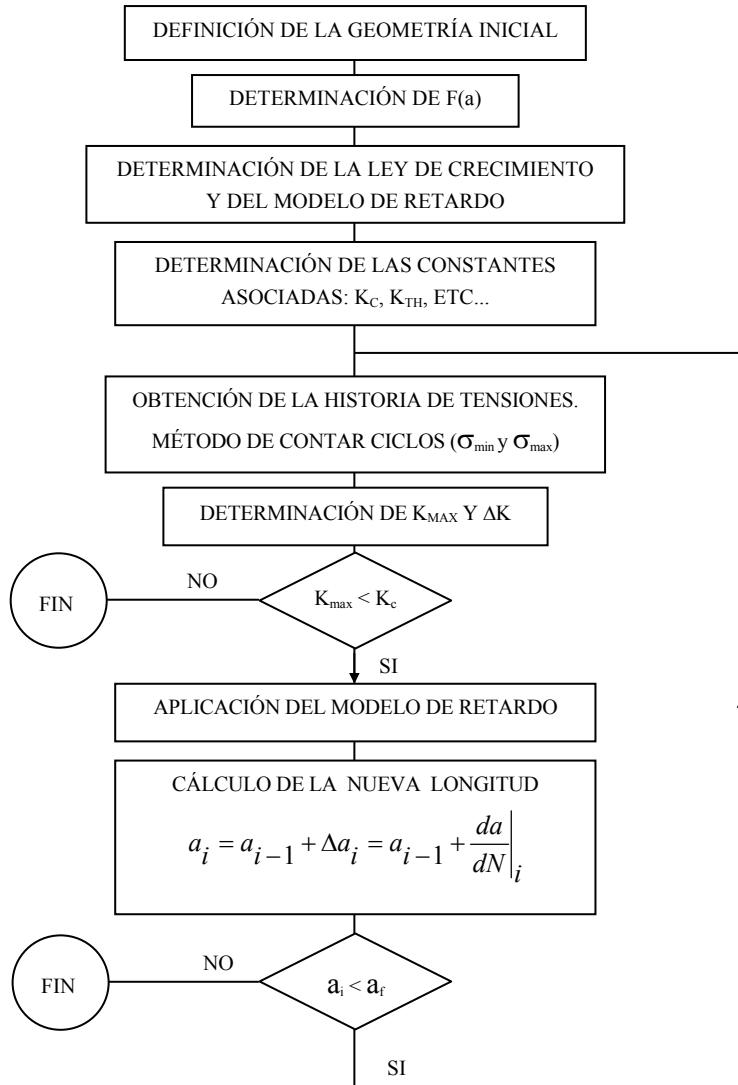 DEFINICIÓN DE LA GEOMETRÍA INICIAL
DETERMINACIÓN DE F(a)
DETERMINACIÓN DE LA LEY DE CRECIMIENTO
Y DEL MODELO DE RETARDO
DETERMINACIÓN DE LAS CONSTANTES
ASOCIADAS: K_C, K_TH, ETC...
OBTENCIÓN DE LA HISTORIA DE TENSIONES.
MÉTODO DE CONTAR CICLOS (σ_min y σ_max)
DETERMINACIÓN DE K_MAX Y ΔK
NO
FIN
K_max < K_c
SI
APLICACIÓN DEL MODELO DE RETARDO
CÁLCULO DE LA NUEVA LONGITUD
a_i = a_{i-1} + Δa_i = a_{i-1} + \frac{da}{dN}|_i
NO
FIN
a_i < a_f
SI